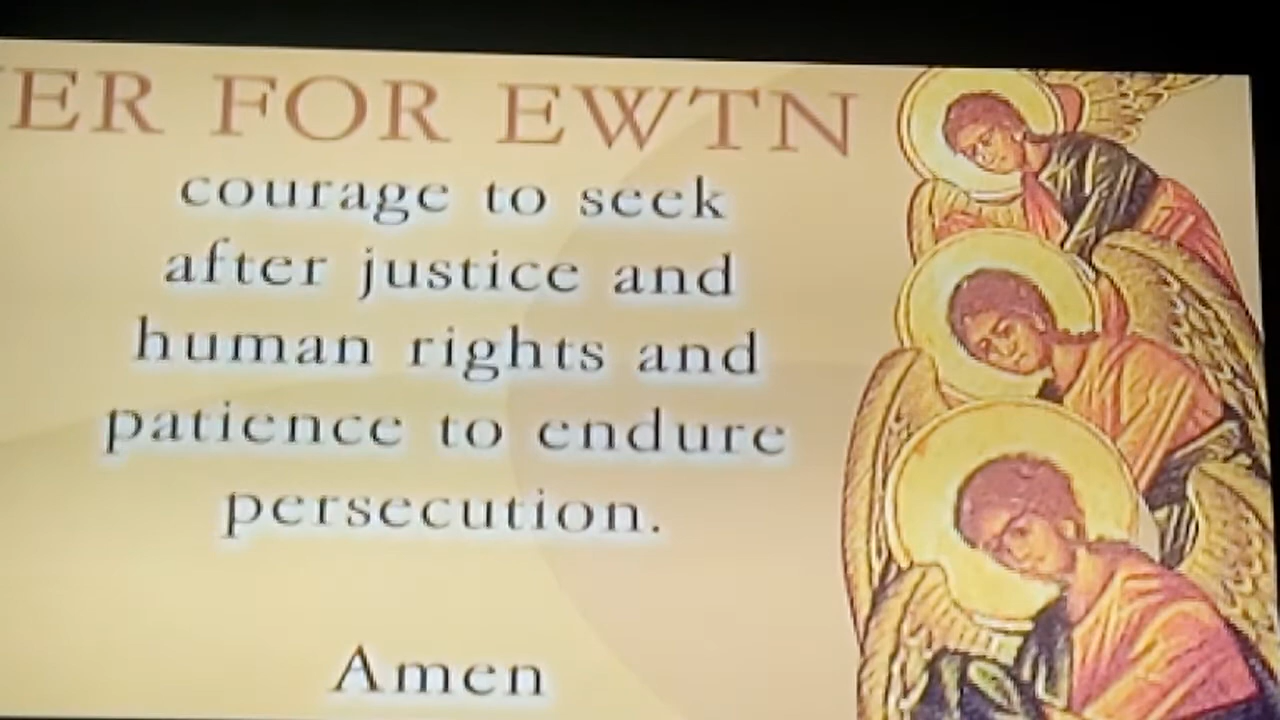 ER FOR EWTN
courage to seek
after justice and
human rights and
patience to endure
persecution.
Amen